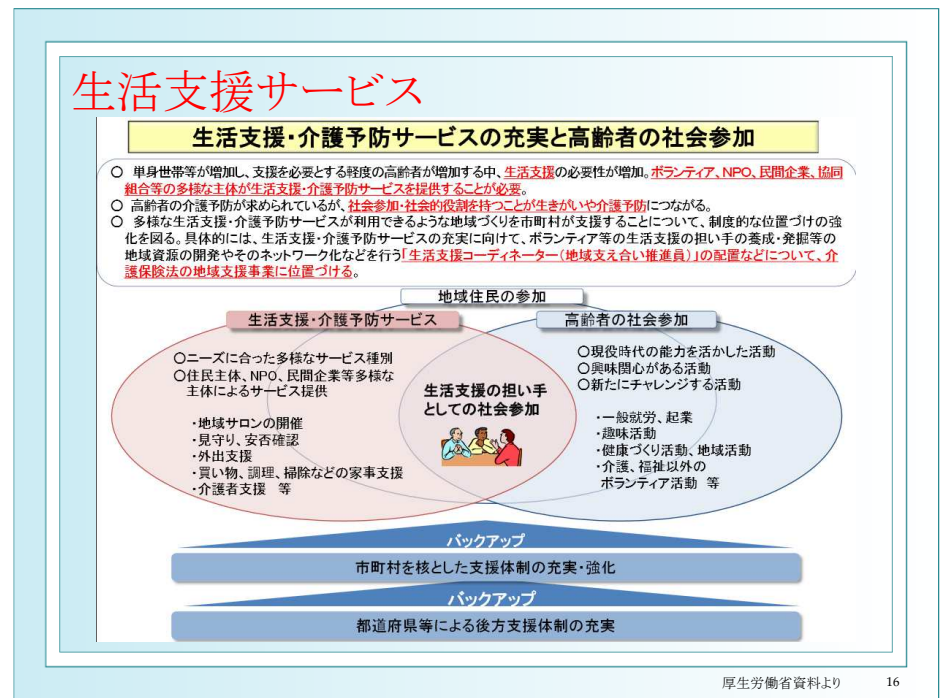 生活支援サービス
生活支援・介護予防サービスの充実と高齢者の社会参加
○ 単身世帯等が増加し、支援を必要とする軽度の高齢者が増加する中、生活支援の必要性が増加。ボランティア、NPO、民間企業、協同
組合等の多様な主体が生活支援・介護予防サービスを提供することが必要。
○ 高齢者の介護予防が求められているが、社会参加・社会的役割を持つことが生きがいや介護予防につながる。
○ 多様な生活支援・介護予防サービスが利用できるような地域づくりを市町村が支援することについて、制度的な位置づけの強
化を図る。具体的には、生活支援・介護予防サービスの充実に向けて、ボランティア等の生活支援の担い手の養成・発掘等の
地域資源の開発やそのネットワーク化などを行う「生活支援コーディネーター（地域支え合い推進員）」の配置などについて、介
護保険法の地域支援事業に位置づける。
地域住民の参加
生活支援・介護予防サービス
○ニーズに合った多様なサービス種別
○住民主体、NPO、民間企業等多様な
主体によるサービス提供
・地域サロンの開催
・見守り、安否確認
・外出支援
・買い物、調理、掃除などの家事支援
・介護者支援 等
生活支援の担い手
としての社会参加
高齢者の社会参加
○現役時代の能力を活かした活動
○興味関心がある活動
○新たにチャレンジする活動
・一般就労、起業
・趣味活動
・健康づくり活動、地域活動
・介護、福祉以外の
ボランティア活動 等
バックアップ
市町村を核とした支援体制の充実・強化
バックアップ
都道府県等による後方支援体制の充実
厚生労働省資料より
16